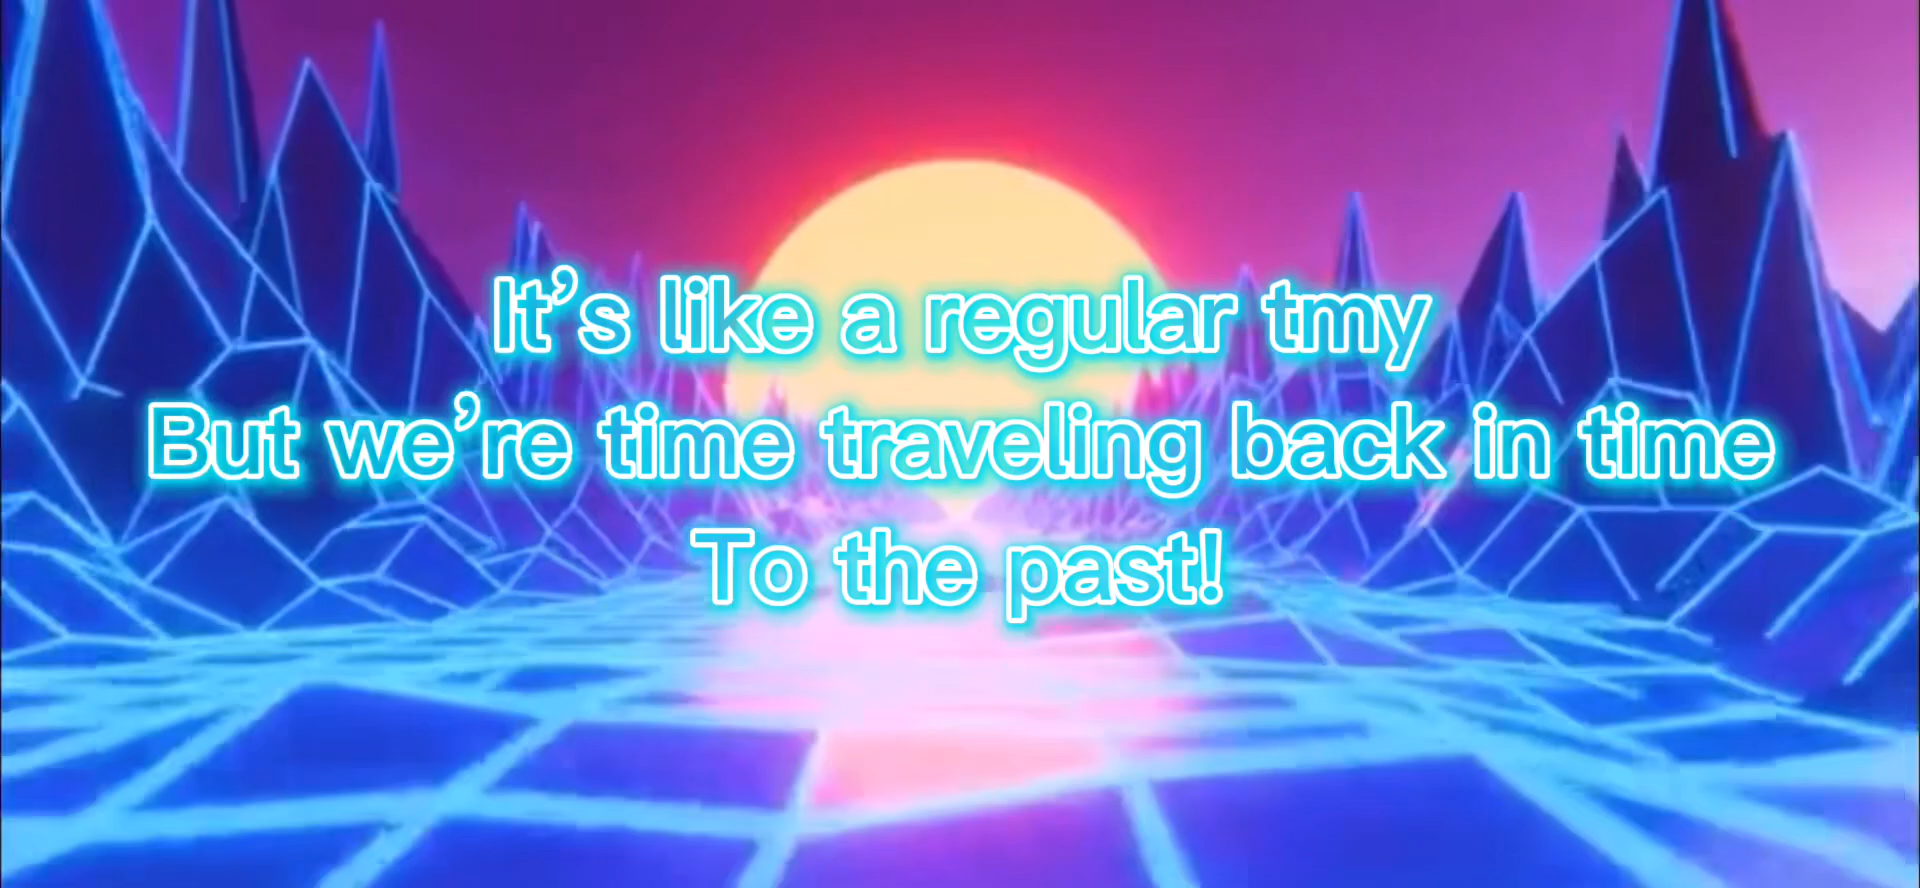 It’s like a regular tmy
But we’re time traveling back in time
To the past!